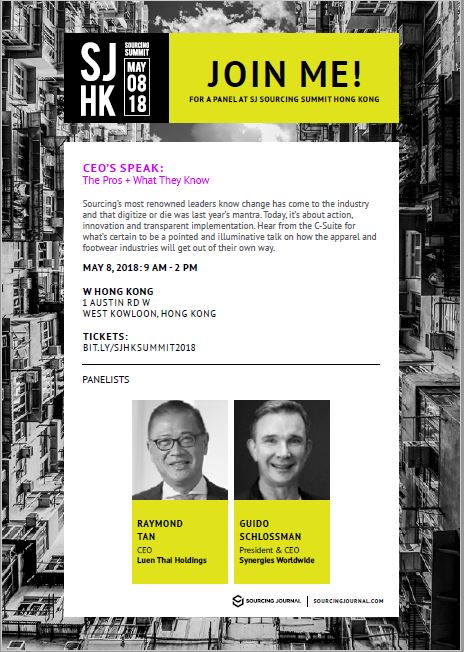 SJ
HK
SOURCING
SUMMIT
MAY
08
18
JOIN ME!
FOR A PANEL AT SJ SOURCING SUMMIT HONG KONG
CEO'S SPEAK:
The Pros + What They Know
Sourcing's most renowned leaders know change has come to the industry
and that digitize or die was last year's mantra. Today, it's about action,
innovation and transparent implementation. Hear from the C-Suite for
what's certain to be a pointed and illuminative talk on how the apparel and
footwear industries will get out of their own way.
MAY 8, 2018: 9 AM - 2 PM
W HONG KONG
1 AUSTIN RD W
WEST KOWLOON, HONG KONG
TICKETS:
BIT.LY/SJHKSUMMIT2018
PANELISTS
RAYMOND
TAN
CEO
Luen Thai Holdings
GUIDO
SCHLOSSMAN
President & CEO
Synergies Worldwide
SOURCING JOURNAL | SOURCINGJOURNAL.COM